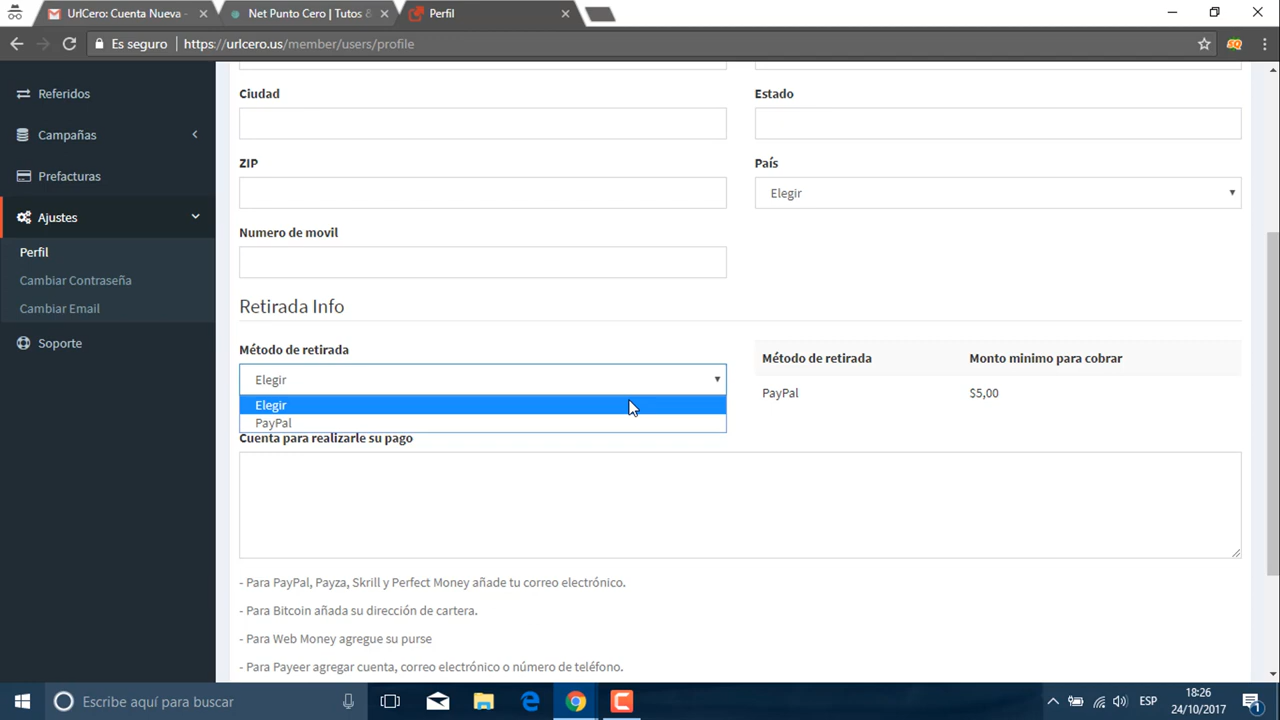 UrlCero: Cuenta Nueva -
Net Punto Cero | Tutos &
Perfil
Es seguro
https://urlcero.us/member/users/profile
Referidos
Campañas
Prefacturas
Ajustes
Perfil
Cambiar Contraseña
Cambiar Email
Soporte
Ciudad
Estado
ZIP
País
Elegir
Numero de movil
Retirada Info
Método de retirada
Elegir
Elegir
PayPal
Método de retirada
Monto minimo para cobrar
PayPal
$5,00
Cuenta para realizarle su pago
- Para PayPal, Payza, Skrill y Perfect Money añade tu correo electrónico.
- Para Bitcoin añada su dirección de cartera.
- Para Web Money agregue su purse
- Para Payeer agregar cuenta, correo electrónico o número de teléfono.
Escribe aquí para buscar
ESP
18:26
24/10/2017
1